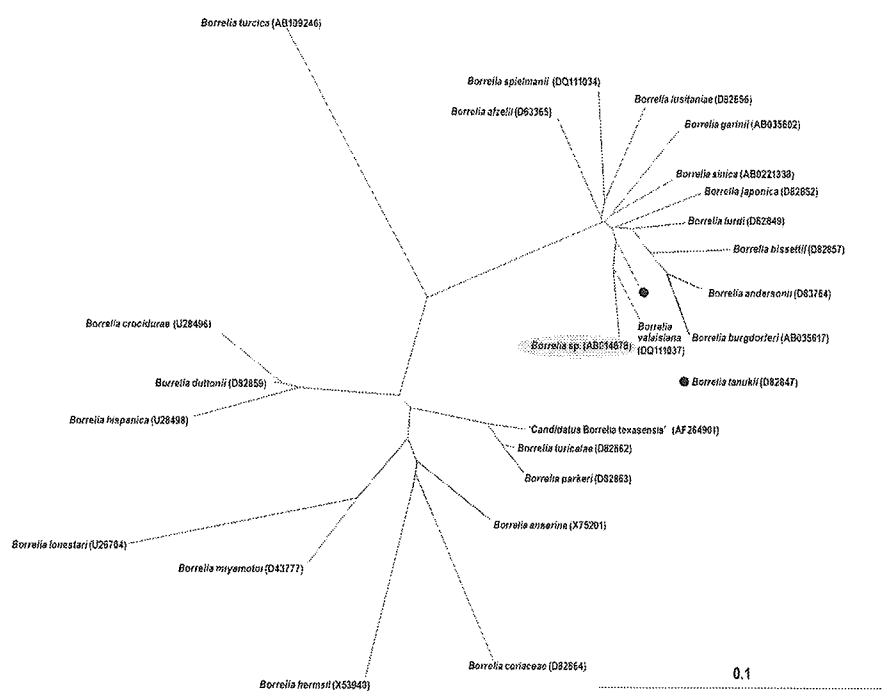 Borrelia turcica (AB109246)
Borrelia spielmanii (DQ111034)
Borrelia lusitaniae (D82856)
Borrelia afzelii (D63365)
Borrelia garinii (AB035602)
Borrelia sinica (AB0221338)
Borrelia japonica (D82852)
Borrelia turdi (D82849)
Borrelia bissettii (D82857)
Borrelia andersonii (D83764)
Borrelia crocidurae (U28496)
Borrelia valaisiana (DQ111037)
Borrelia burgdorferi (AB035617)
Borrelia sp. (AB014678)
Borrelia duttonii (D82859)
Borrelia tanukii (D82847)
Borrelia hispanica (U28498)
'Candidatus Borrelia texasensis' (AF264901)
Borrelia turicatae (D82862)
Borrelia parkeri (D82863)
Borrelia anserina (X75201)
Borrelia lonestari (U26704)
Borrelia miyamotoi (D43777)
Borrelia coriaceae (D82864)
Borrelia hermsii (X53940)
0.1